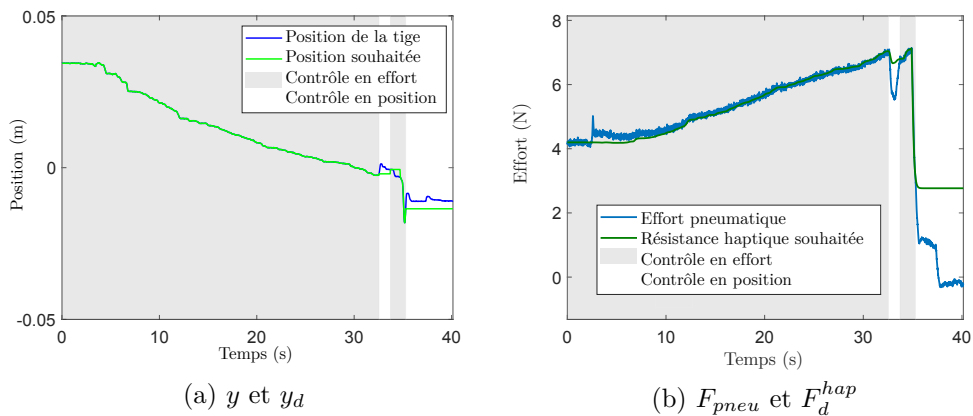 0.05
0
-0.05
Position (m)
Position de la tige
Position souhaitée
Contrôle en effort
Contrôle en position
0 10 20 30 40
Temps (s)
(a) y et y_d
8
6
4
2
0
Effort (N)
Effort pneumatique
Résistance haptique souhaitée
Contrôle en effort
Contrôle en position
0 10 20 30 40
Temps (s)
(b) F_{pneu} et F_d^{hap}